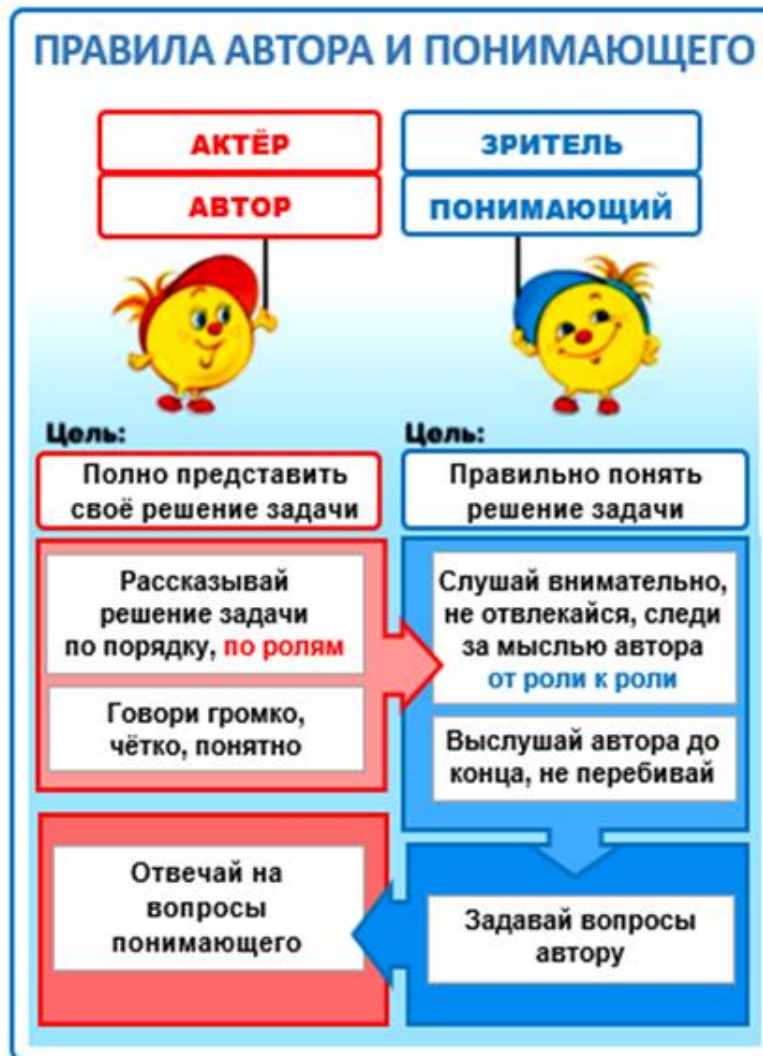 ПРАВИЛА АВТОРА И ПОНИМАЮЩЕГО
АКТЁР
АВТОР
ЗРИТЕЛЬ
ПОНИМАЮЩИЙ
Цель:
Полно представить
своё решение задачи
Цель:
Правильно понять
решение задачи
Рассказывай
решение задачи
по порядку, по ролям
Говори громко,
чётко, понятно
Слушай внимательно,
не отвлекайся, следи
за мыслью автора
от роли к роли
Выслушай автора до
конца, не перебивай
Задавай вопросы
автору
Отвечай на
вопросы
понимающего